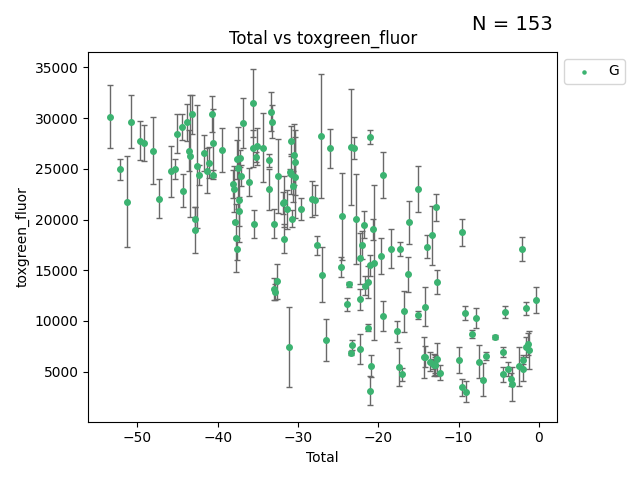 N = 153
Total vs toxgreen_fluor
G
35000
30000
25000
20000
15000
10000
5000
toxgreen_fluor
−50 −40 −30 −20 −10 0
Total